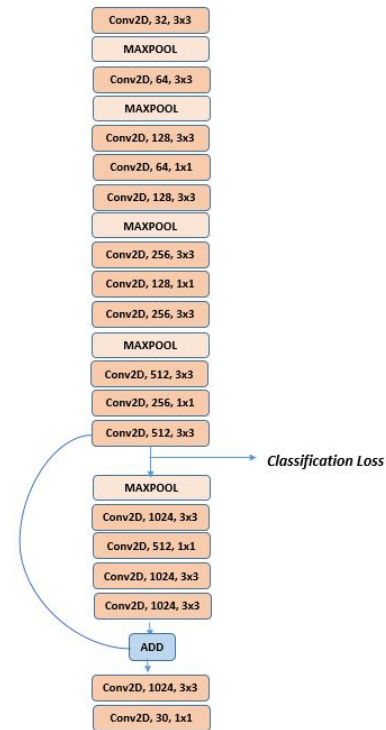 Conv2D, 32, 3x3
MAXPOOL
Conv2D, 64, 3x3
MAXPOOL
Conv2D, 128, 3x3
Conv2D, 64, 1x1
Conv2D, 128, 3x3
MAXPOOL
Conv2D, 256, 3x3
Conv2D, 128, 1x1
Conv2D, 256, 3x3
MAXPOOL
Conv2D, 512, 3x3
Conv2D, 256, 1x1
Conv2D, 512, 3x3
Classification Loss
MAXPOOL
Conv2D, 1024, 3x3
Conv2D, 512, 1x1
Conv2D, 1024, 3x3
Conv2D, 1024, 3x3
ADD
Conv2D, 1024, 3x3
Conv2D, 30, 1x1